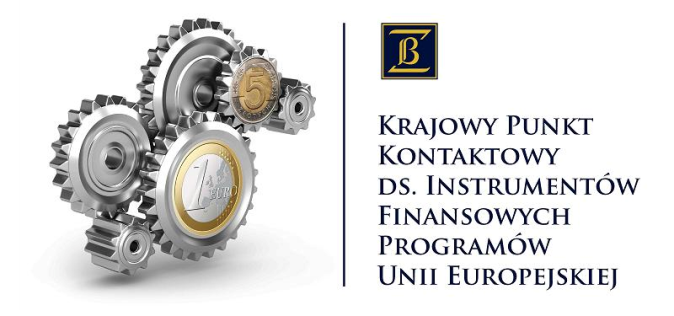 5
1 EURO
B
KRAJOWY PUNKT
KONTAKTOWY
DS. INSTRUMENTÓW
FINANSOWYCH
PROGRAMÓW
UNII EUROPEJSKIEJ